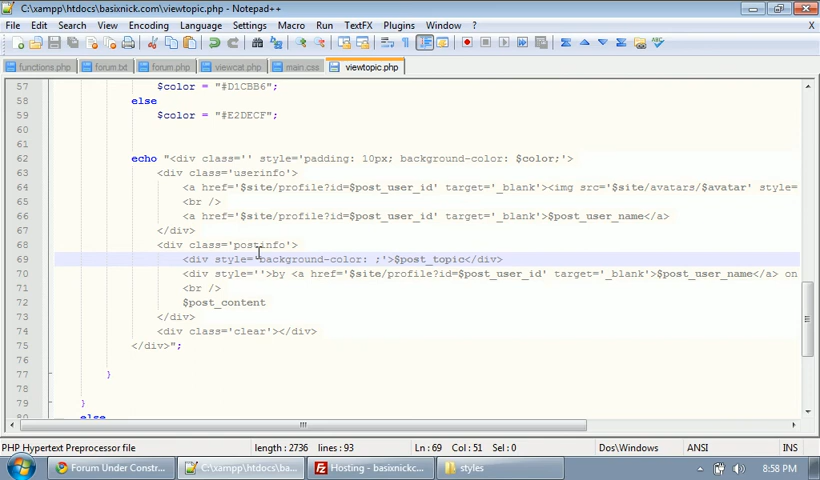 C:\xampp\htdocs\basixnick.com\viewtopic.php - Notepad++
File Edit Search View Encoding Language Settings Macro Run TextFX Plugins Window ? X
functions.php forum.txt forum.php viewcat.php main.css viewtopic.php
57 $color = "#D1CBB6";
58 else
59 $color = "#E2DECF";
60
61
62 echo "<div class='' style='padding: 10px; background-color: $color;'>
63 <div class='userinfo'>
64 <a href='$site/profile?id=$post_user_id' target='_blank'><img src='$site/avatars/$avatar' style=
65 <br />
66 <a href='$site/profile?id=$post_user_id' target='_blank'>$post_user_name</a>
67 </div>
68 <div class='postinfo'>
69 <div style='background-color: ;'>$post_topic</div>
70 <div style=''>by <a href='$site/profile?id=$post_user_id' target='_blank'>$post_user_name</a> on
71 <br />
72 $post_content
73 </div>
74 <div class='clear'></div>
75 </div>";
76
77 }
78
79 }
80 else
PHP Hypertext Preprocessor file length : 2736 lines : 93 Ln : 69 Col : 51 Sel : 0 Dos\Windows ANSI INS
Forum Under Constr... C:\xampp\htdocs\ba... Hosting - basixnickc... styles 8:58 PM